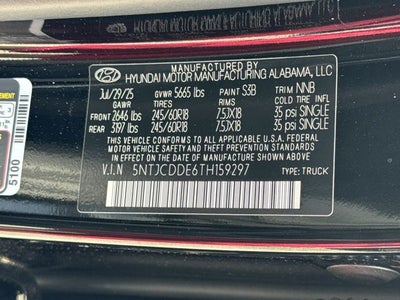 MANUFACTURED BY
HYUNDAI MOTOR MANUFACTURING ALABAMA, LLC
Jul/29/25 GVWR 5665 lbs PAINT S3B TRIM NNB
GAWR TIRES RIMS COLD TIRE INFL.
FRONT 2646 lbs 245/60R18 7.5JX18 35 psi SINGLE
REAR 3197 lbs 245/60R18 7.5JX18 35 psi SINGLE
THIS VEHICLE CONFORMS TO ALL APPLICABLE U.S.A. FEDERAL
MOTOR VEHICLE SAFETY STANDARDS
IN EFFECT ON THE DATE OF MANUFACTURE SHOWN ABOVE.
V.I.N 5NTJCDDE6TH159297
TYPE: TRUCK
5100